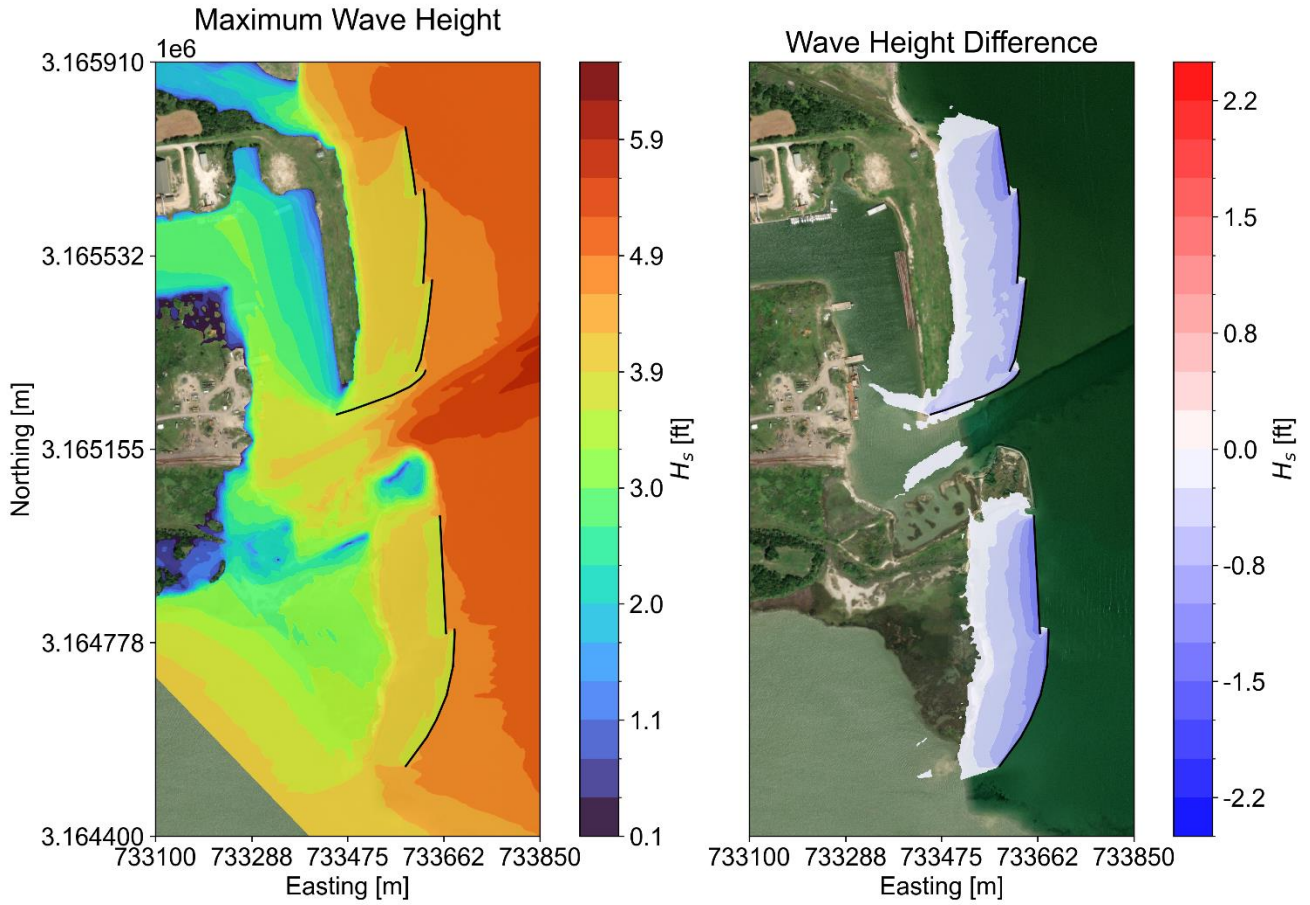 Maximum Wave Height
1e6
3.165910
3.165532
3.165155
3.164778
3.164400
Northing [m]
733100 733288 733475 733662 733850
Easting [m]
5.9
4.9
3.9
3.0
2.0
1.1
0.1
Hs [ft]
Wave Height Difference
733100 733288 733475 733662 733850
Easting [m]
2.2
1.5
0.8
0.0
-0.8
-1.5
-2.2
Hs [ft]